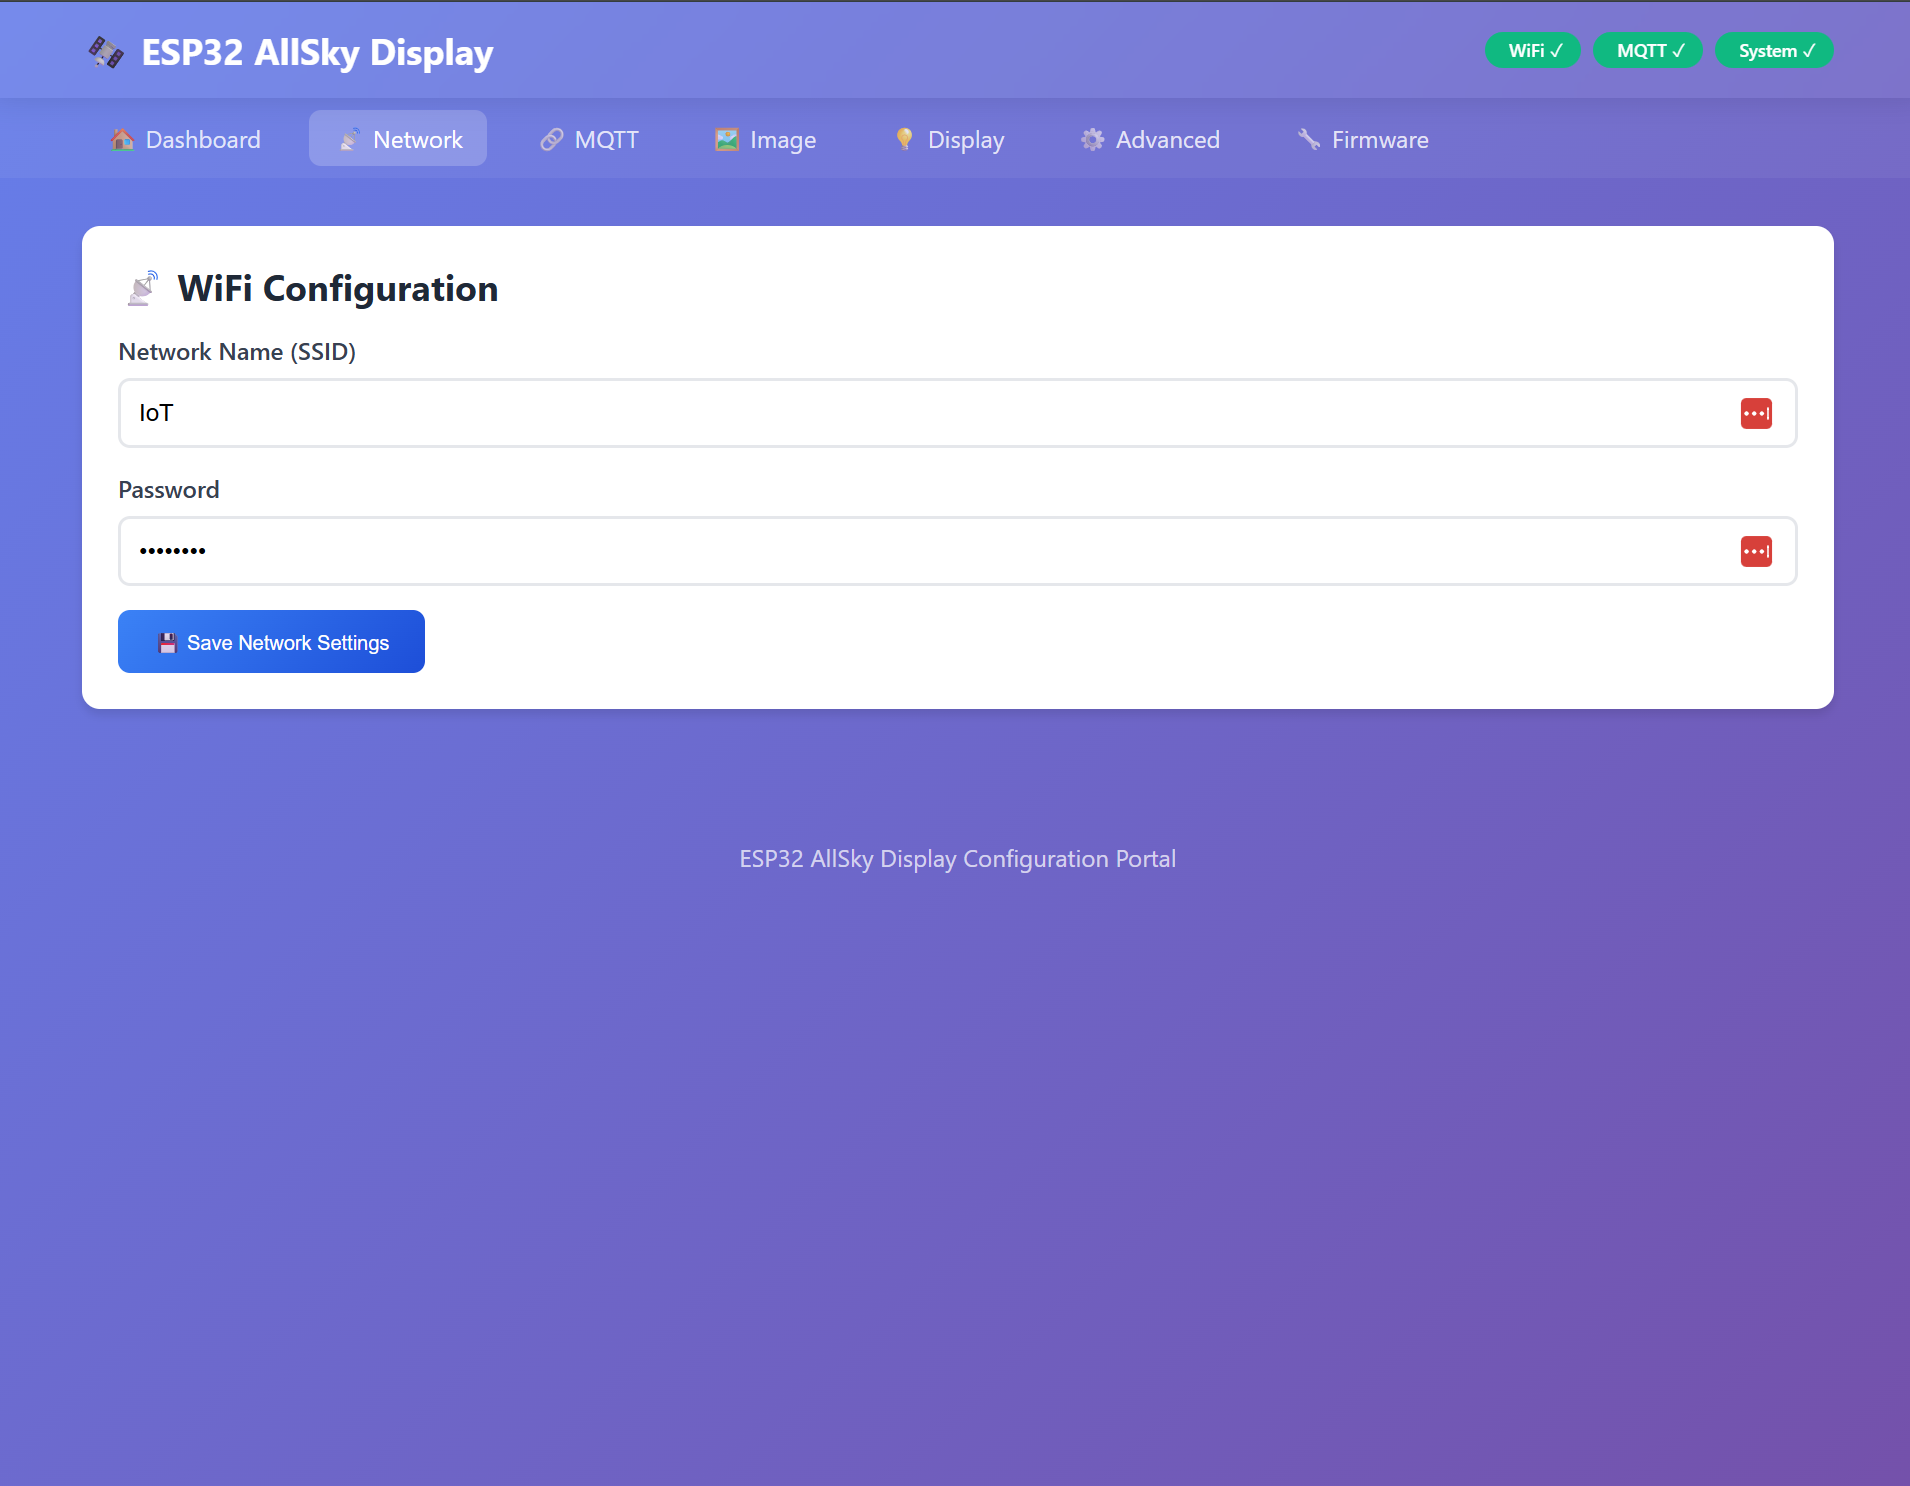 ESP32 AllSky Display
WiFi ✓
MQTT ✓
System ✓
Dashboard
Network
MQTT
Image
Display
Advanced
Firmware
WiFi Configuration
Network Name (SSID)
IoT
Password
••••••••
Save Network Settings
ESP32 AllSky Display Configuration Portal